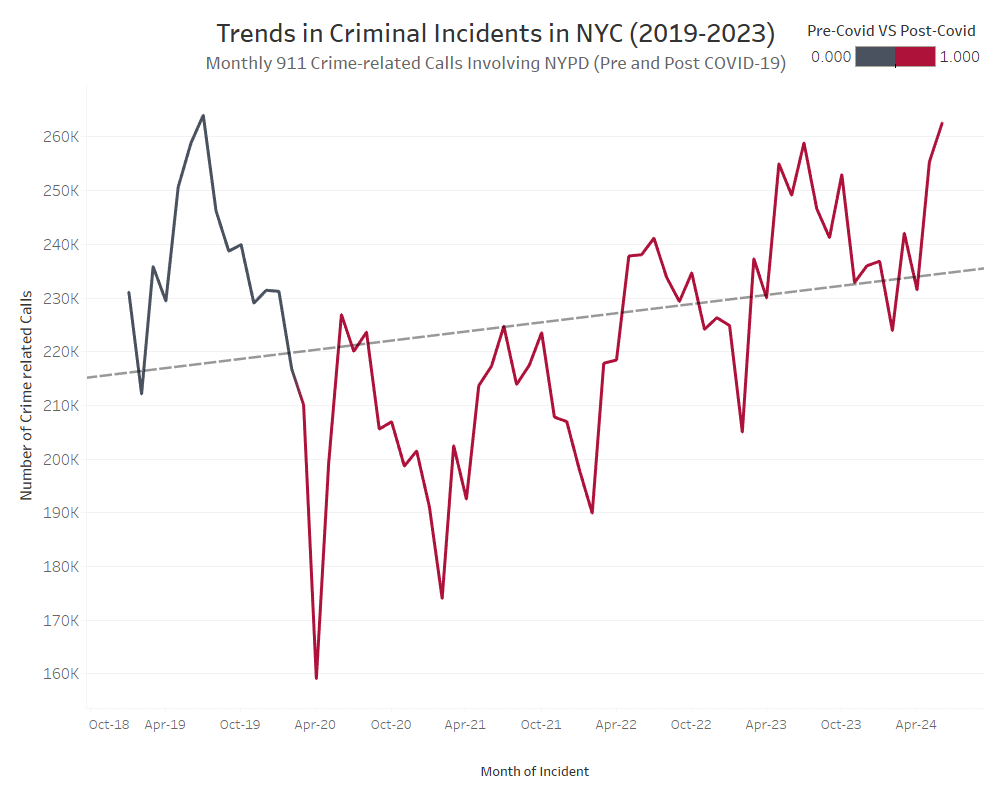 Trends in Criminal Incidents in NYC (2019-2023)
Monthly 911 Crime-related Calls Involving NYPD (Pre and Post COVID-19)
Pre-Covid VS Post-Covid
0.000 1.000
Number of Crime related Calls
260K
250K
240K
230K
220K
210K
200K
190K
180K
170K
160K
Oct-18 Apr-19 Oct-19 Apr-20 Oct-20 Apr-21 Oct-21 Apr-22 Oct-22 Apr-23 Oct-23 Apr-24
Month of Incident